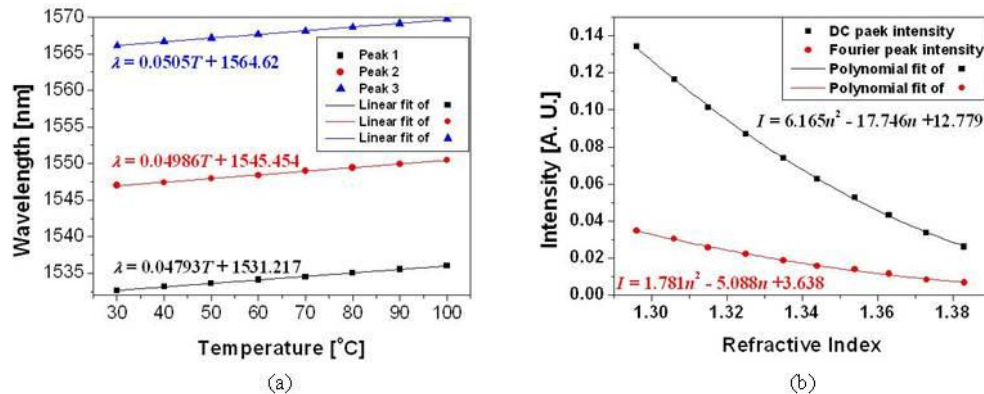 1570
1565
1560
1555
1550
1545
1540
1535
Wavelength [nm]
λ = 0.0505T + 1564.62
λ = 0.04986T + 1545.454
λ = 0.04793T + 1531.217
Peak 1
Peak 2
Peak 3
Linear fit of
Linear fit of
Linear fit of
30 40 50 60 70 80 90 100
Temperature [°C]
(a)
0.14
0.12
0.10
0.08
0.06
0.04
0.02
0.00
Intensity [A. U.]
DC paek intensity
Fourier peak intensity
Polynomial fit of
Polynomial fit of
I = 6.165n² - 17.746n +12.779
I = 1.781n² - 5.088n +3.638
1.30 1.32 1.34 1.36 1.38
Refractive Index
(b)